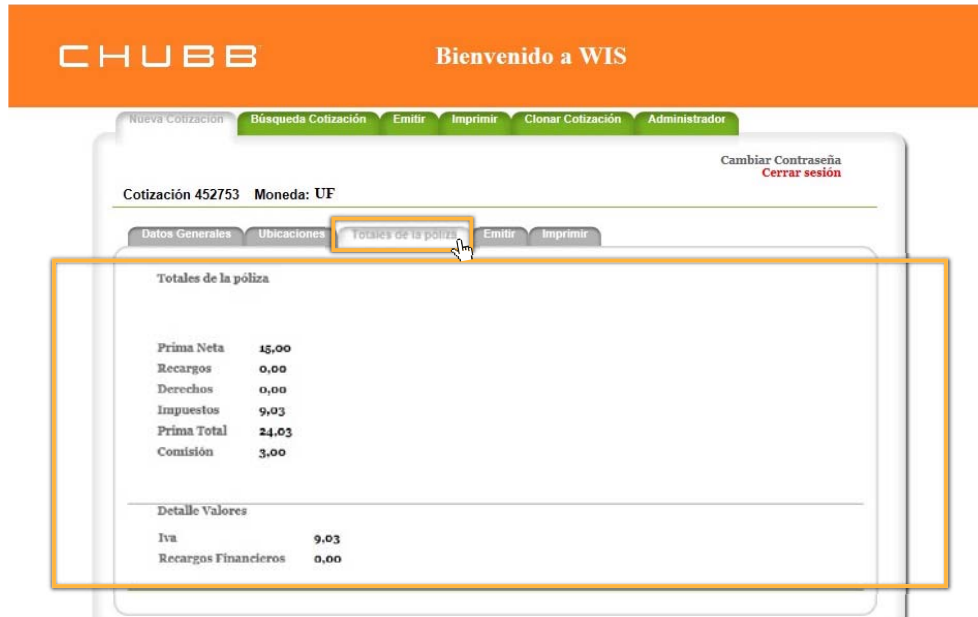 CHUBB Bienvenido a WIS
Nueva Cotización Búsqueda Cotización Emitir Imprimir Clonar Cotización Administrador
Cambiar Contraseña
Cerrar sesión
Cotización 452753 Moneda: UF
Datos Generales Ubicaciones Totales de la póliza Emitir Imprimir
Totales de la póliza
Prima Neta 15,00
Recargos 0,00
Derechos 0,00
Impuestos 9,03
Prima Total 24,03
Comisión 3,00
Detalle Valores
Iva 9,03
Recargos Financieros 0,00